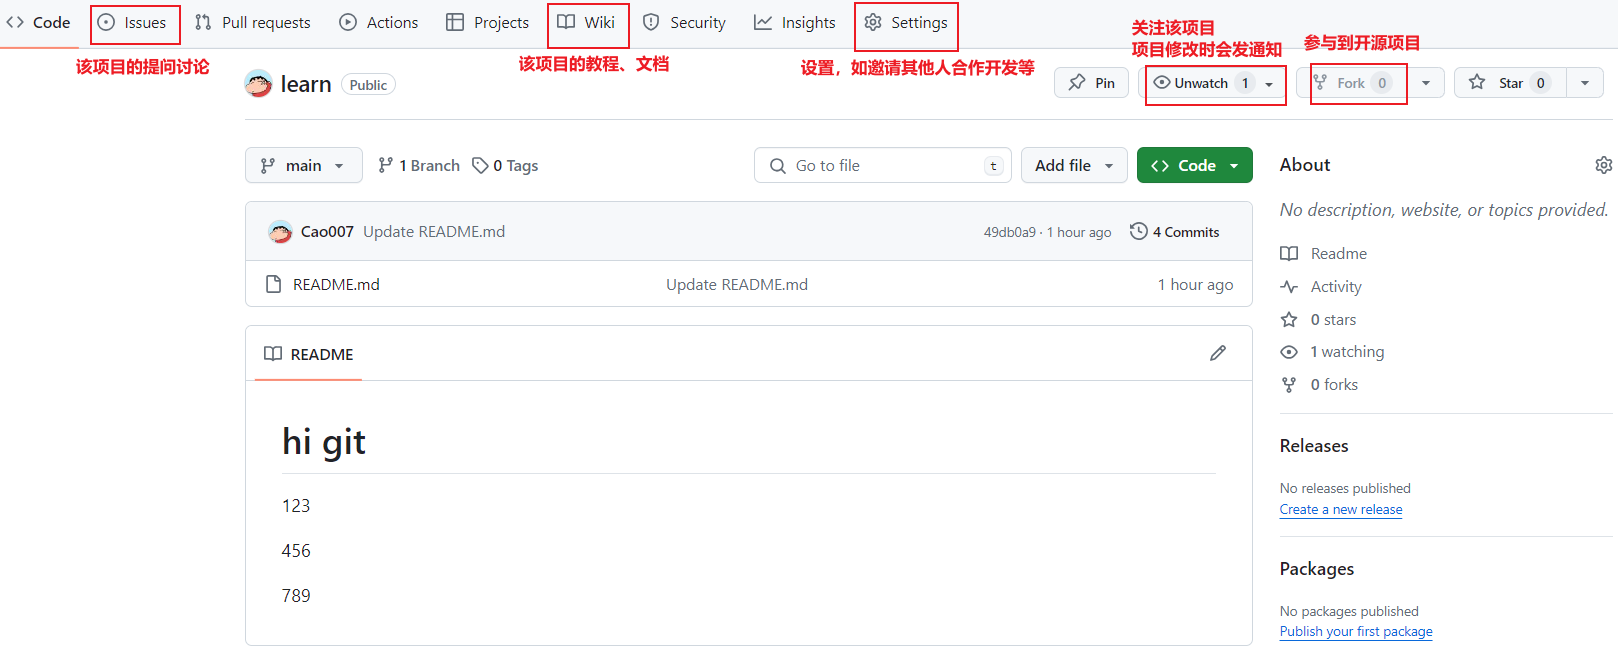 Code Issues Pull requests Actions Projects Wiki Security Insights Settings
该项目的提问讨论
该项目的教程、文档
设置，如邀请其他人合作开发等
关注该项目
项目修改时会发通知
参与到开源项目
learn Public
Pin Unwatch 1 Fork 0 Star 0
main 1 Branch 0 Tags
Go to file t Add file Code
Cao007 Update README.md 49db0a9 · 1 hour ago 4 Commits
README.md Update README.md 1 hour ago
README
hi git
123
456
789
About
No description, website, or topics provided.
Readme
Activity
0 stars
1 watching
0 forks
Releases
No releases published
Create a new release
Packages
No packages published
Publish your first package